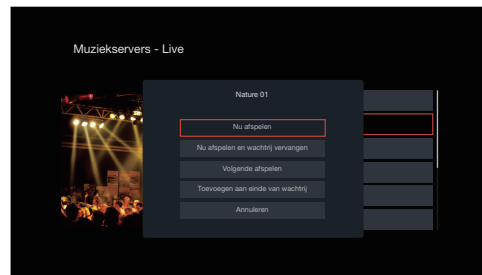 Muziekservers - Live
Nature 01
Nu afspelen
Nu afspelen en wachtrij vervangen
Volgende afspelen
Toevoegen aan einde van wachtrij
Annuleren